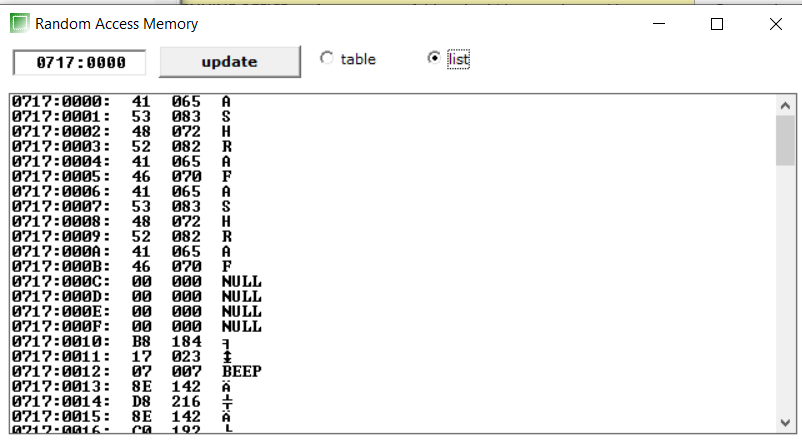 Random Access Memory
0717:0000 update table list
0717:0000: 41 065 A
0717:0001: 53 083 S
0717:0002: 48 072 H
0717:0003: 52 082 R
0717:0004: 41 065 A
0717:0005: 46 070 F
0717:0006: 41 065 A
0717:0007: 53 083 S
0717:0008: 48 072 H
0717:0009: 52 082 R
0717:000A: 41 065 A
0717:000B: 46 070 F
0717:000C: 00 000 NULL
0717:000D: 00 000 NULL
0717:000E: 00 000 NULL
0717:000F: 00 000 NULL
0717:0010: B8 184 ╕
0717:0011: 17 023 ↨
0717:0012: 07 007 BEEP
0717:0013: 8E 142 Ä
0717:0014: D8 216 ╪
0717:0015: 8E 142 Ä
0717:0016: C0 192 └